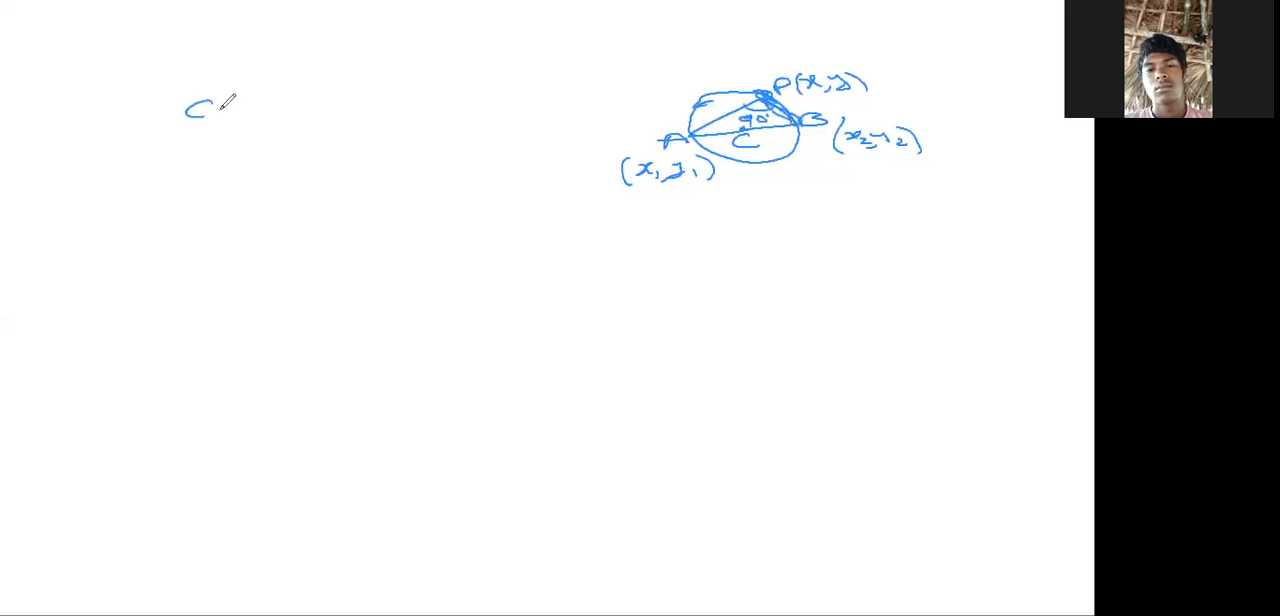 P(x, y)
C
90°
A
C
B
(x₂, y₂)
(x₁, y₁)